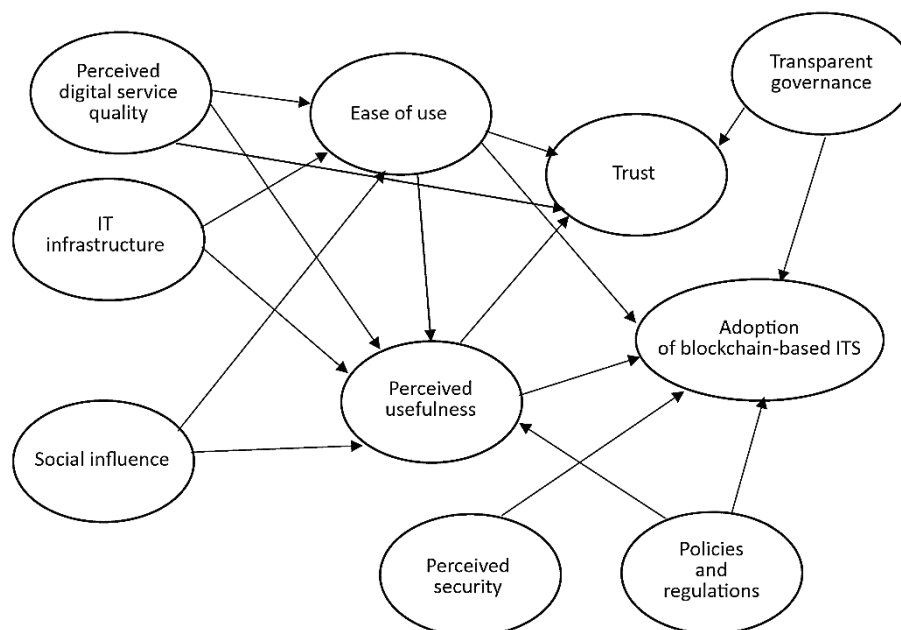 Perceived
digital service
quality
Ease of use
Transparent
governance
Trust
IT
infrastructure
Adoption
of blockchain-based ITS
Perceived
usefulness
Social influence
Perceived
security
Policies
and
regulations